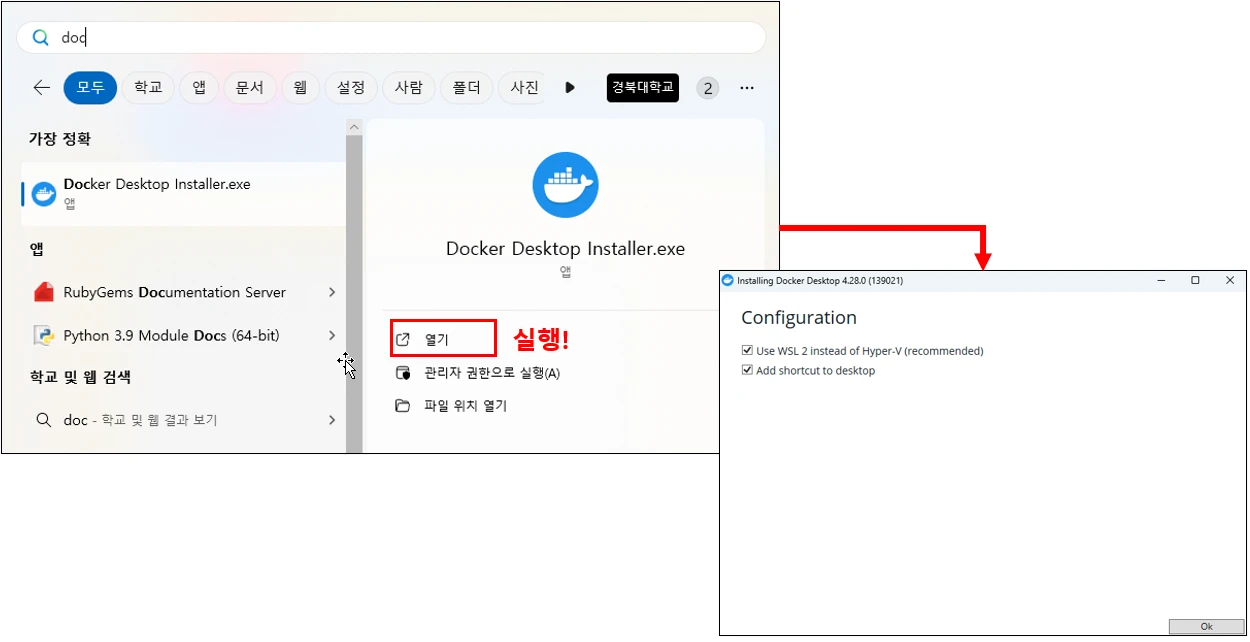 doc
모두 학교 앱 문서 웹 설정 사람 폴더 사진 경북대학교 2
가장 정확
Docker Desktop Installer.exe
앱
앱
RubyGems Documentation Server
Python 3.9 Module Docs (64-bit)
학교 및 웹 검색
doc - 학교 및 웹 결과 보기
Docker Desktop Installer.exe
앱
열기 실행!
관리자 권한으로 실행(A)
파일 위치 열기
Installing Docker Desktop 4.28.0 (139021)
Configuration
Use WSL 2 instead of Hyper-V (recommended)
Add shortcut to desktop
Ok